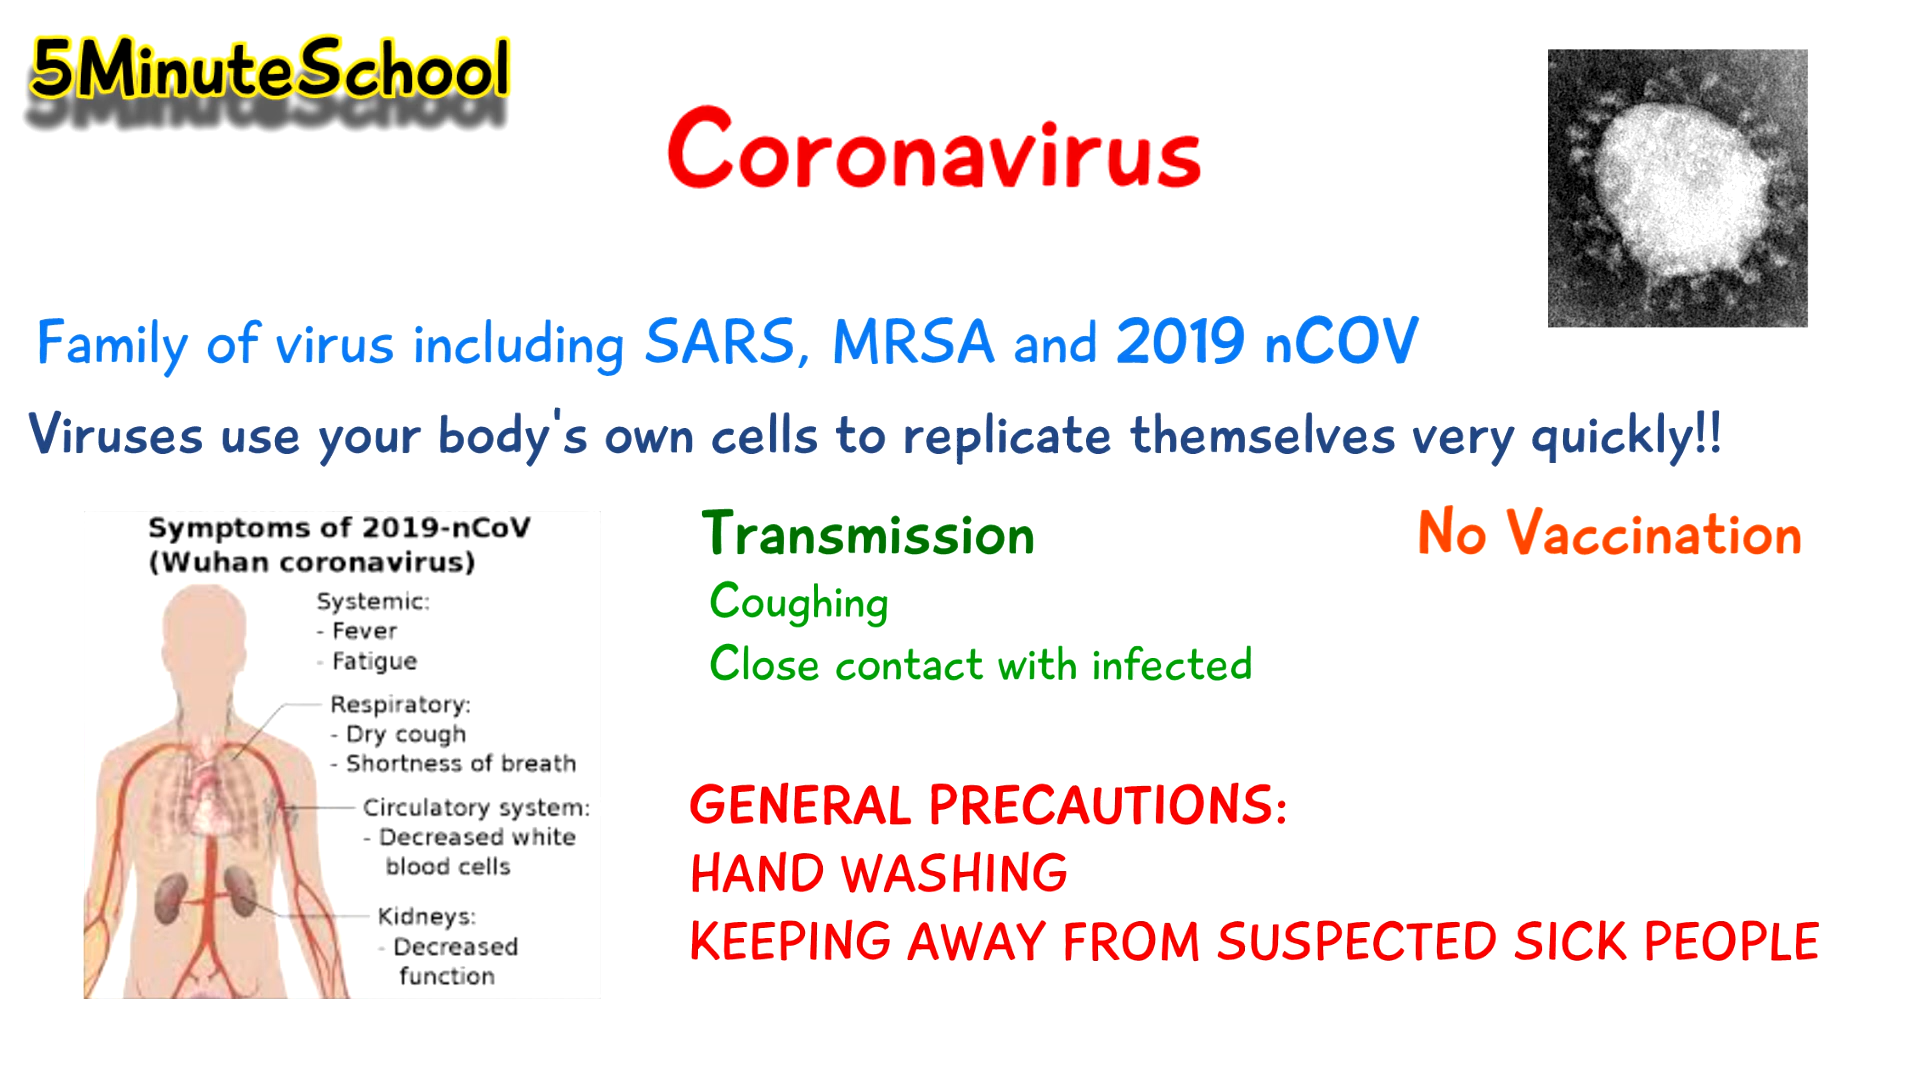 5MinuteSchool
Coronavirus
Family of virus including SARS, MRSA and 2019 nCOV
Viruses use your body's own cells to replicate themselves very quickly!!
Symptoms of 2019-nCoV
(Wuhan coronavirus)
Systemic:
- Fever
- Fatigue
Respiratory:
- Dry cough
- Shortness of breath
Circulatory system:
- Decreased white
blood cells
Kidneys:
- Decreased
function
Transmission
Coughing
Close contact with infected
No Vaccination
GENERAL PRECAUTIONS:
HAND WASHING
KEEPING AWAY FROM SUSPECTED SICK PEOPLE